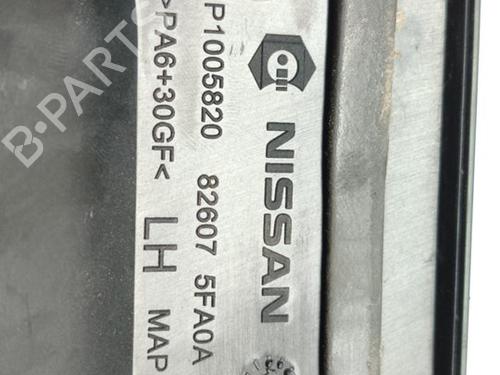 NISSAN
P1005820 82607 5FA0A
>PA6+30GF< LH MAP
B-PARTS